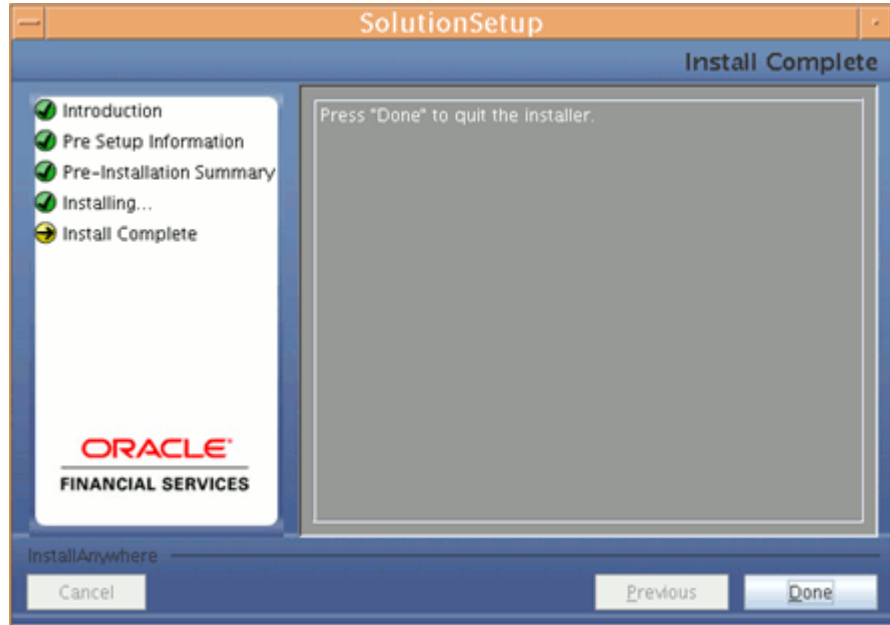 SolutionSetup
Install Complete
Introduction
Pre Setup Information
Pre-Installation Summary
Installing...
Install Complete
Press "Done" to quit the installer.
ORACLE
FINANCIAL SERVICES
InstallAnywhere
Cancel
Previous
Done